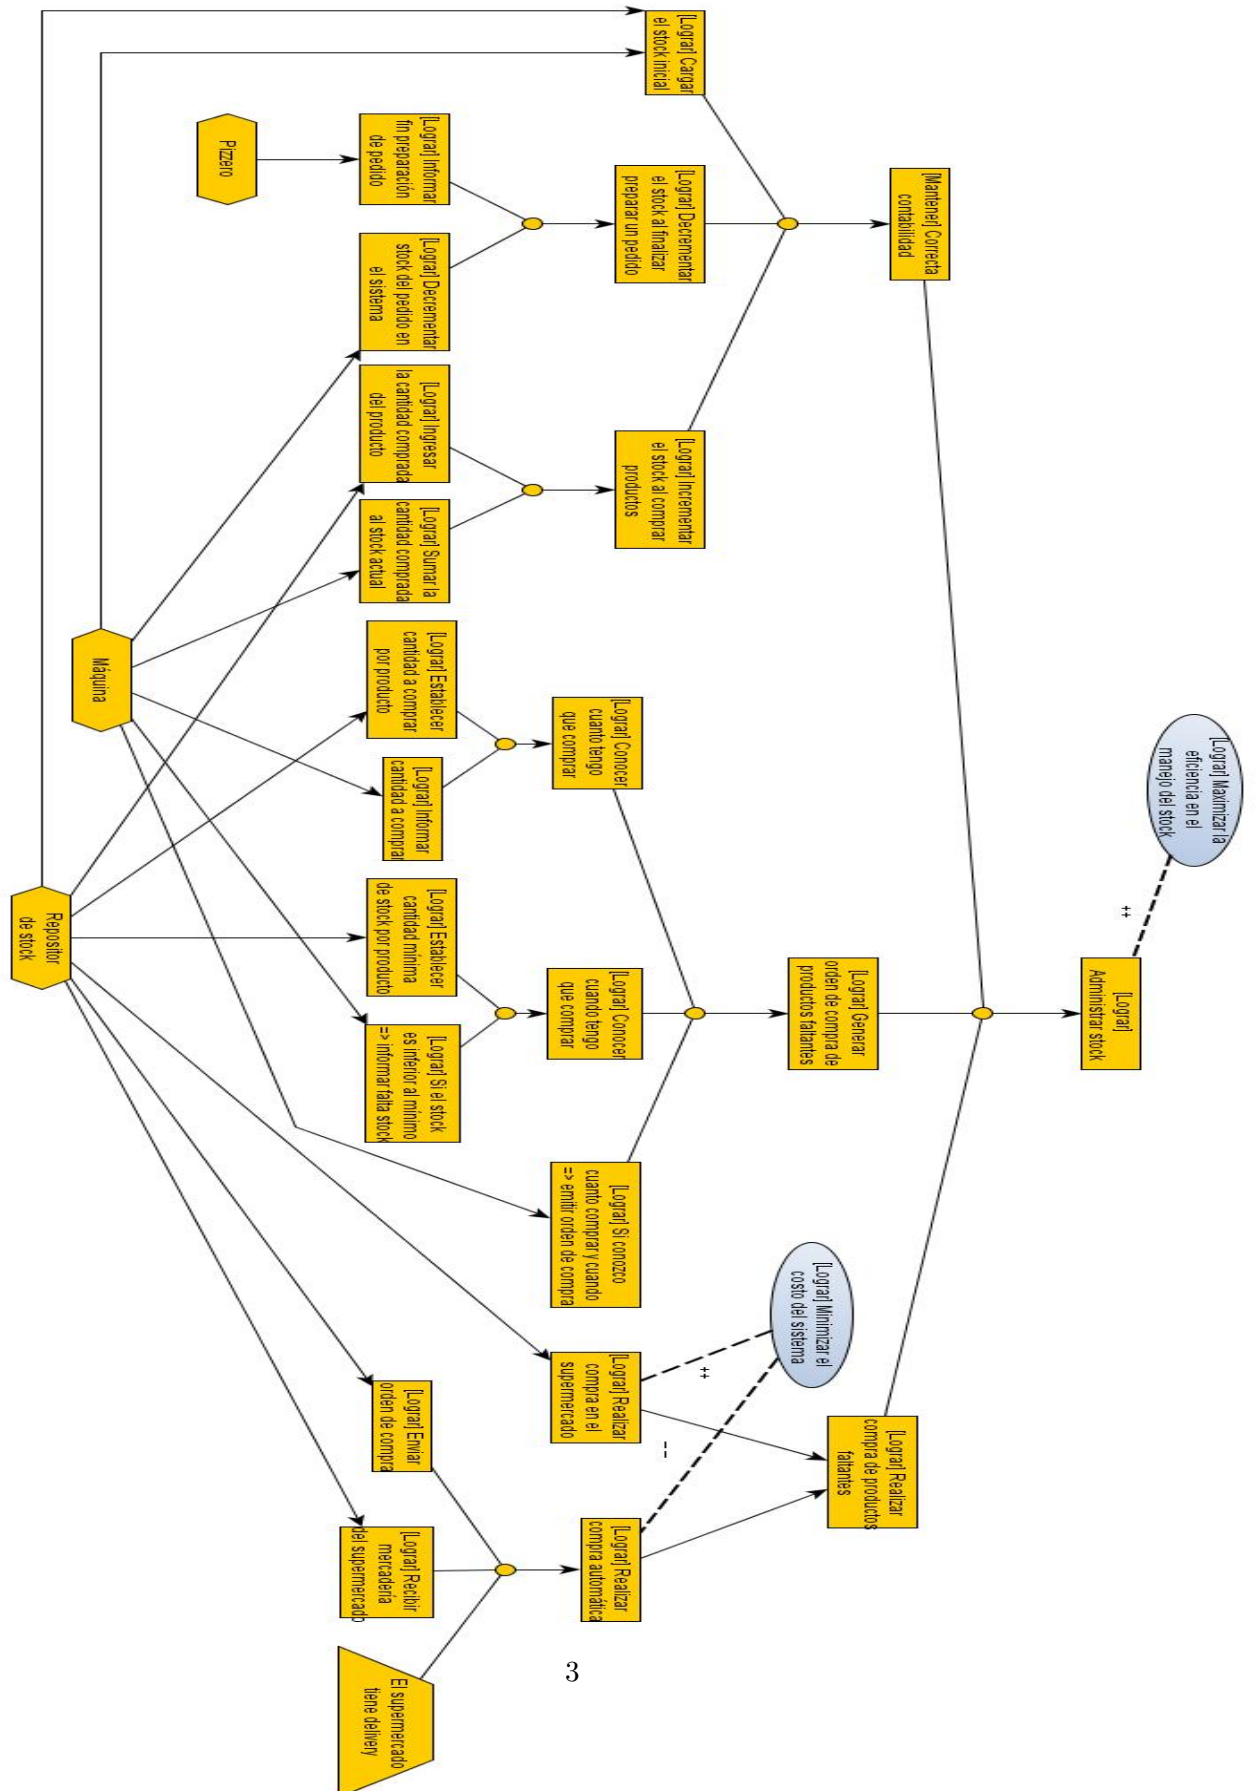 [Lograr] Maximizar la
eficiencia en el
manejo del stock
++
[Lograr]
Administrar stock
[Mantener] Correcta
contabilidad
[Lograr] Generar
orden de compra de
productos faltantes
[Lograr] Realizar
compra de productos
faltantes
[Lograr] Minimizar el
costo del sistema
++
--
[Lograr] Cargar
el stock inicial
[Lograr] Decrementar
el stock al finalizar
preparar un pedido
[Lograr] Incrementar
el stock al comprar
productos
[Lograr] Conocer
cuanto tengo
que comprar
[Lograr] Conocer
cuando tengo
que comprar
[Lograr] Si conozco
cuanto comprar y cuando
=> emitir orden de compra
[Lograr] Realizar
compra en el
supermercado
[Lograr] Realizar
compra automática
[Lograr] Informar
fin preparación
de pedido
[Lograr] Decrementar
stock del pedido en
el sistema
[Lograr] Ingresar
la cantidad comprada
del producto
[Lograr] Sumar la
cantidad comprada
al stock actual
[Lograr] Establecer
cantidad a comprar
por producto
[Lograr] Informar
cantidad a comprar
[Lograr] Establecer
cantidad mínima
de stock por producto
[Lograr] Si el stock
es inferior al mínimo
=> informar falta stock
[Lograr] Enviar
orden de compra
[Lograr] Recibir
mercadería
del supermercado
El supermercado
tiene delivery
Pizzero
Máquina
Repositor
de stock
3